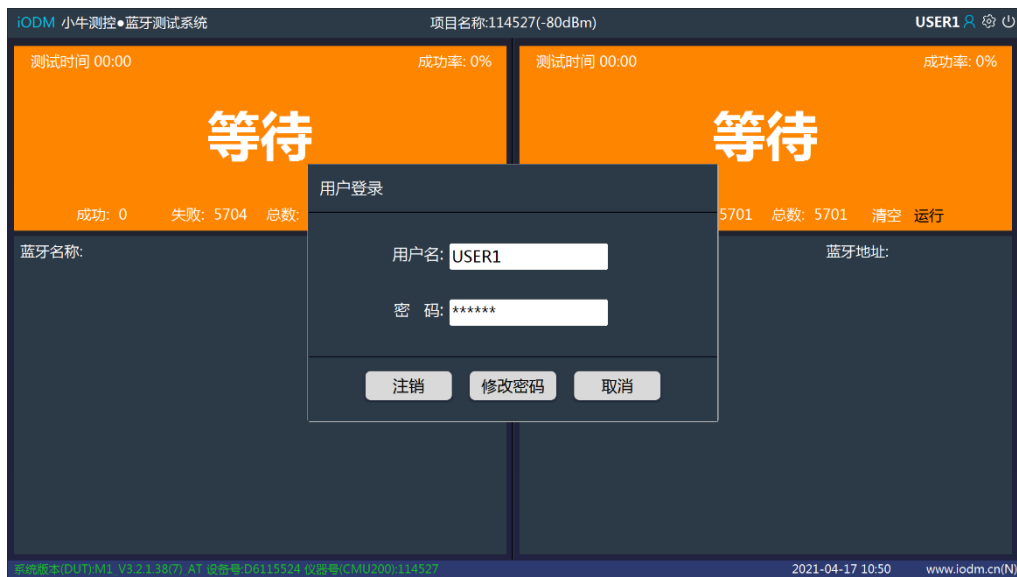 iODM 小牛测控●蓝牙测试系统 项目名称:114527(-80dBm) USER1
测试时间 00:00 成功率: 0% 测试时间 00:00 成功率: 0%
等待 等待
成功: 0 失败: 5704 总数: 5701 总数: 5701 清空 运行
用户登录
蓝牙名称: 蓝牙地址:
用户名: USER1
密 码: ******
注销 修改密码 取消
系统版本(DUT):M1_V3.2.1.38(7) AT 设备号:D6115524 仪器号(CMU200):114527 2021-04-17 10:50 www.iodm.cn(N)